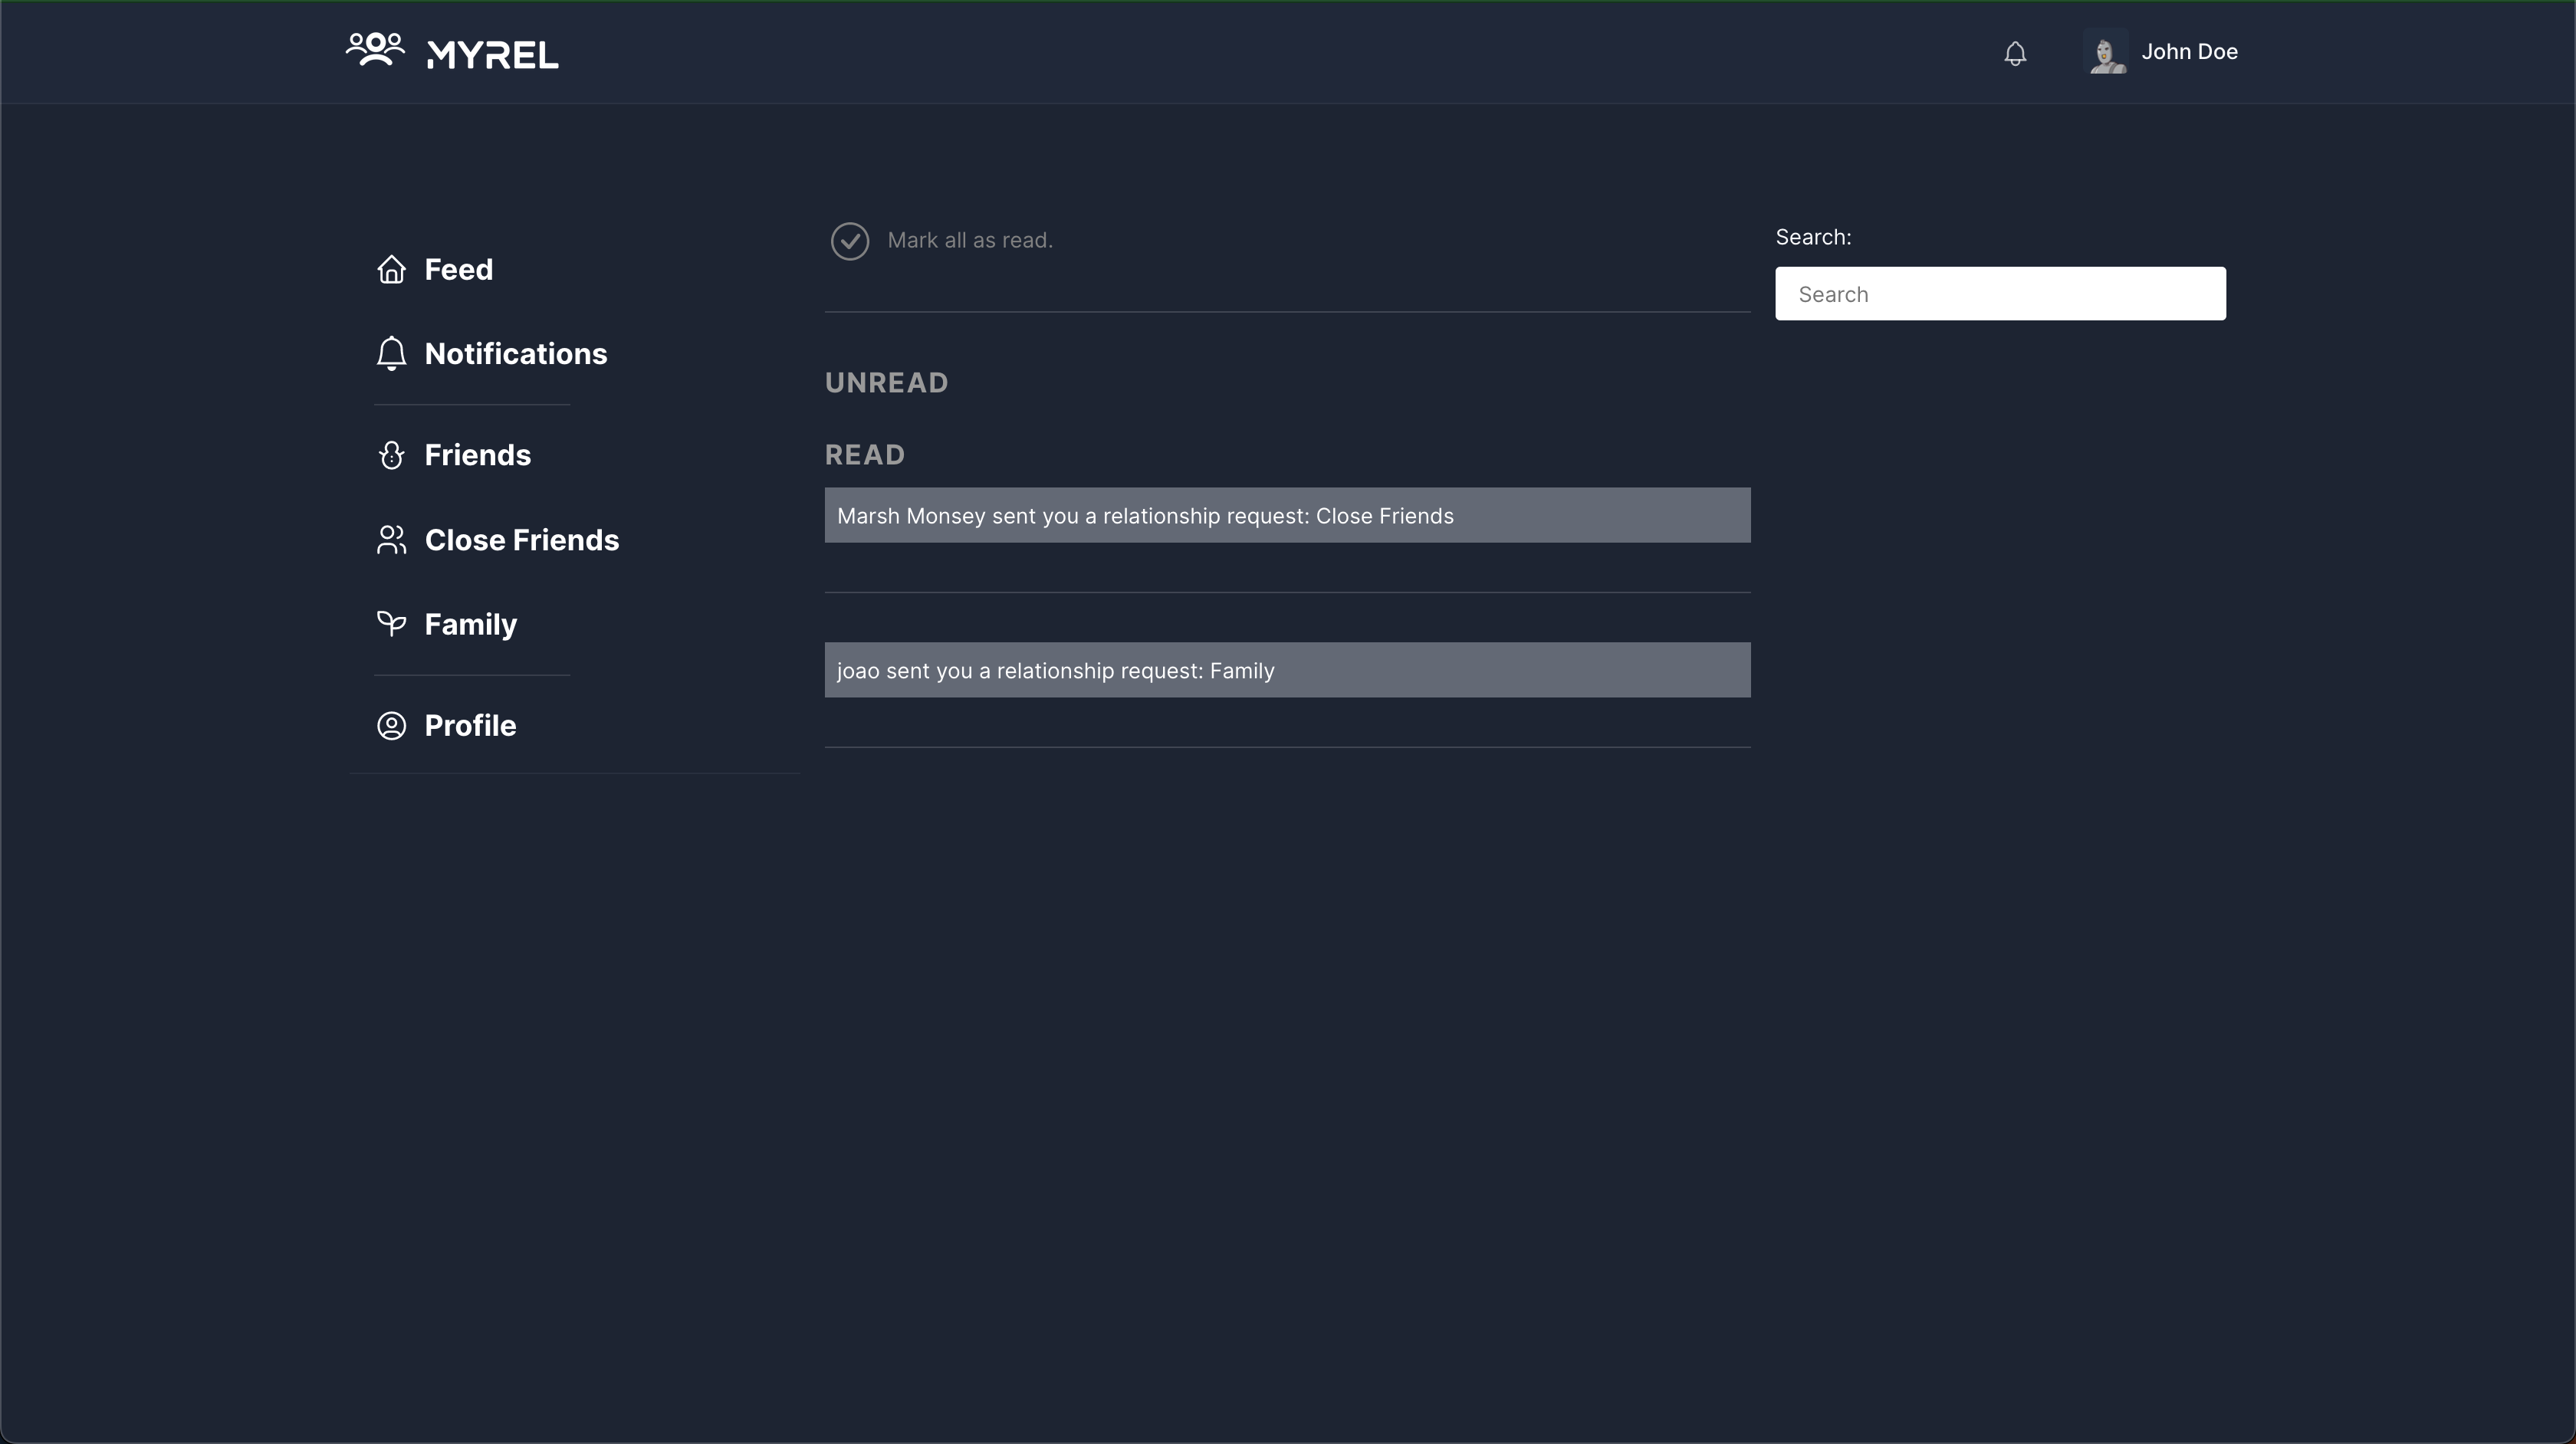 MYREL
John Doe
Feed
Notifications
Friends
Close Friends
Family
Profile
Mark all as read.
UNREAD
READ
Marsh Monsey sent you a relationship request: Close Friends
joao sent you a relationship request: Family
Search:
Search